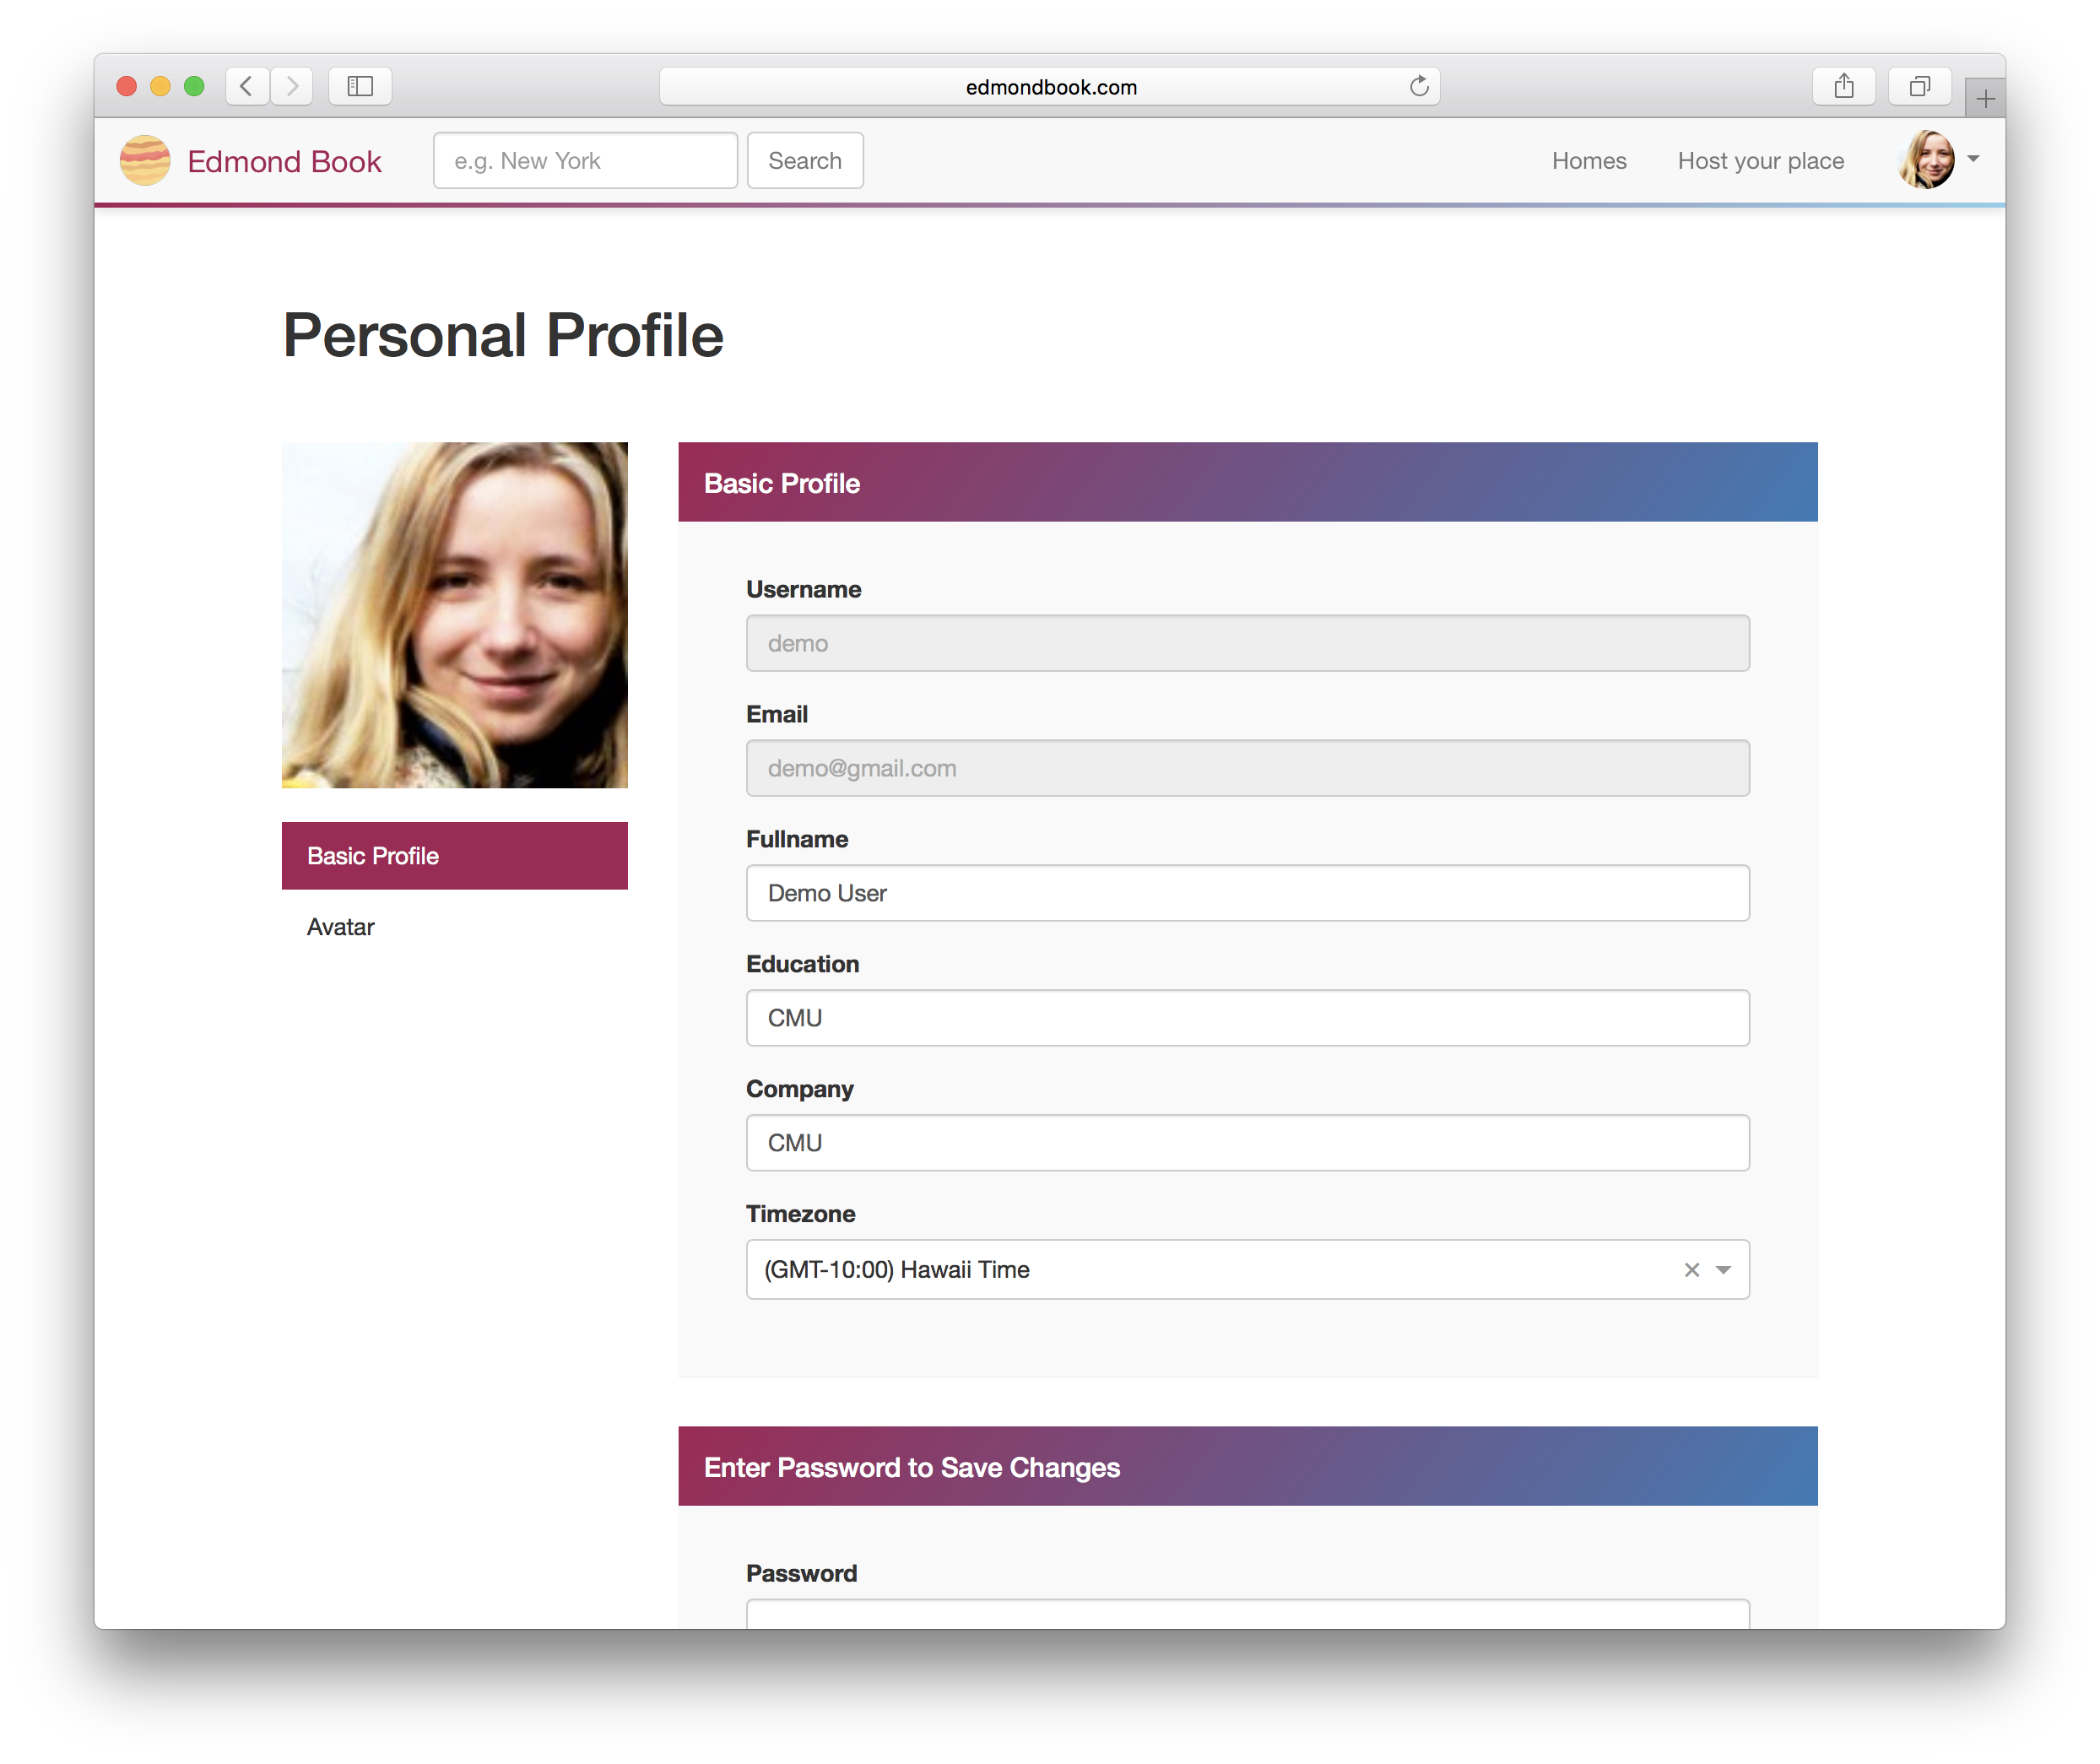 edmondbook.com
Edmond Book
e.g. New York
Search
Homes
Host your place
Personal Profile
Basic Profile
Avatar
Basic Profile
Username
demo
Email
demo@gmail.com
Fullname
Demo User
Education
CMU
Company
CMU
Timezone
(GMT-10:00) Hawaii Time
Enter Password to Save Changes
Password